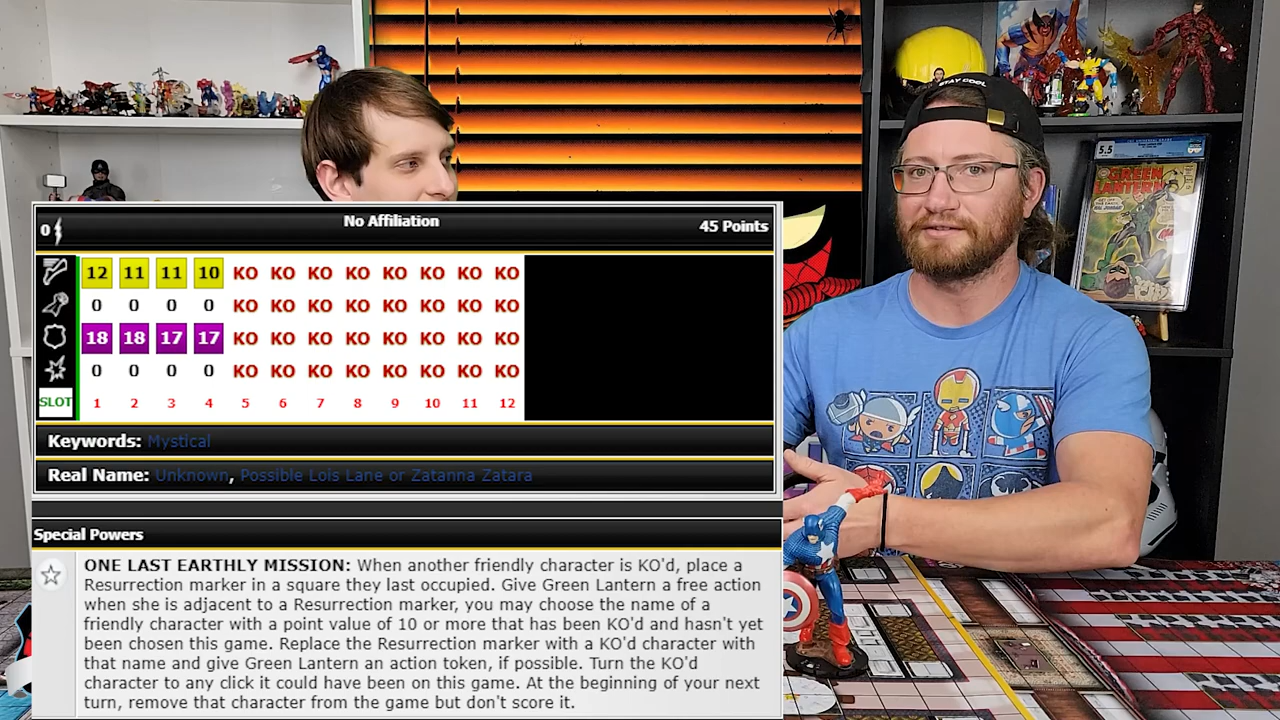 STAY COOL
5.5
GREEN
LANTERN
No Affiliation
45 Points
0
12 11 11 10 KO KO KO KO KO KO KO KO
0 0 0 0 KO KO KO KO KO KO KO KO
18 18 17 17 KO KO KO KO KO KO KO KO
0 0 0 0 KO KO KO KO KO KO KO KO
SLOT 1 2 3 4 5 6 7 8 9 10 11 12
Keywords: Mystical
Real Name: Unknown, Possible Lois Lane or Zatanna Zatara
Special Powers
ONE LAST EARTHLY MISSION: When another friendly character is KO'd, place a
Resurrection marker in a square they last occupied. Give Green Lantern a free action
when she is adjacent to a Resurrection marker, you may choose the name of a
friendly character with a point value of 10 or more that has been KO'd and hasn't yet
been chosen this game. Replace the Resurrection marker with a KO'd character with
that name and give Green Lantern an action token, if possible. Turn the KO'd
character to any click it could have been on this game. At the beginning of your next
turn, remove that character from the game but don't score it.